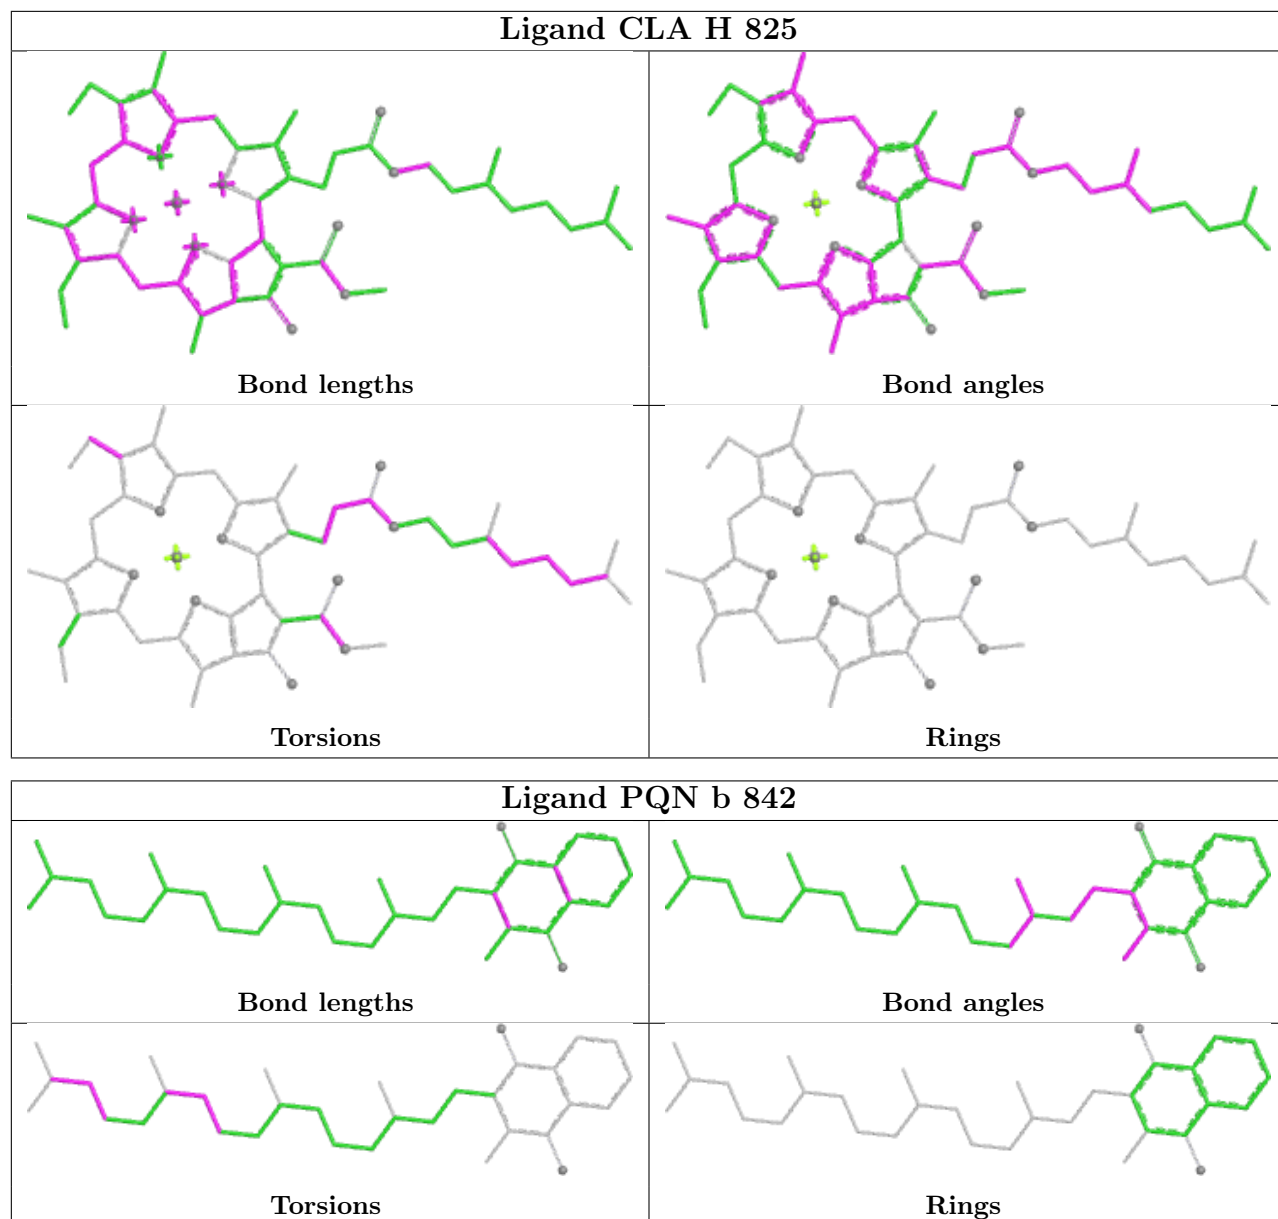 Ligand CLA H 825
Bond lengths
Bond angles
Torsions
Rings
Ligand PQN b 842
Bond lengths
Bond angles
Torsions
Rings